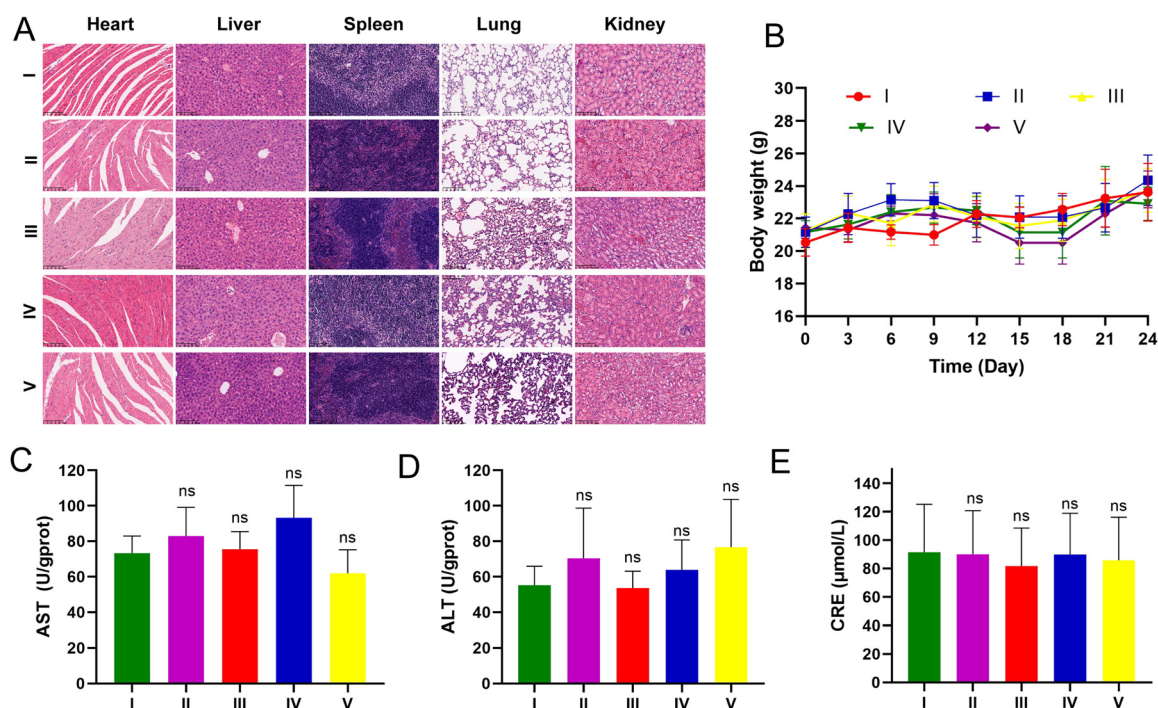 A
Heart Liver Spleen Lung Kidney
I
II
III
IV
V
B
I II III
IV V
Body weight (g)
30
28
26
24
22
20
18
16
0 3 6 9 12 15 18 21 24
Time (Day)
C
AST (U/gprot)
120
100
80
60
40
20
0
ns ns ns ns
I II III IV V
D
ALT (U/gprot)
120
100
80
60
40
20
0
ns ns ns ns
I II III IV V
E
CRE (μmol/L)
140
120
100
80
60
40
20
0
ns ns ns ns
I II III IV V